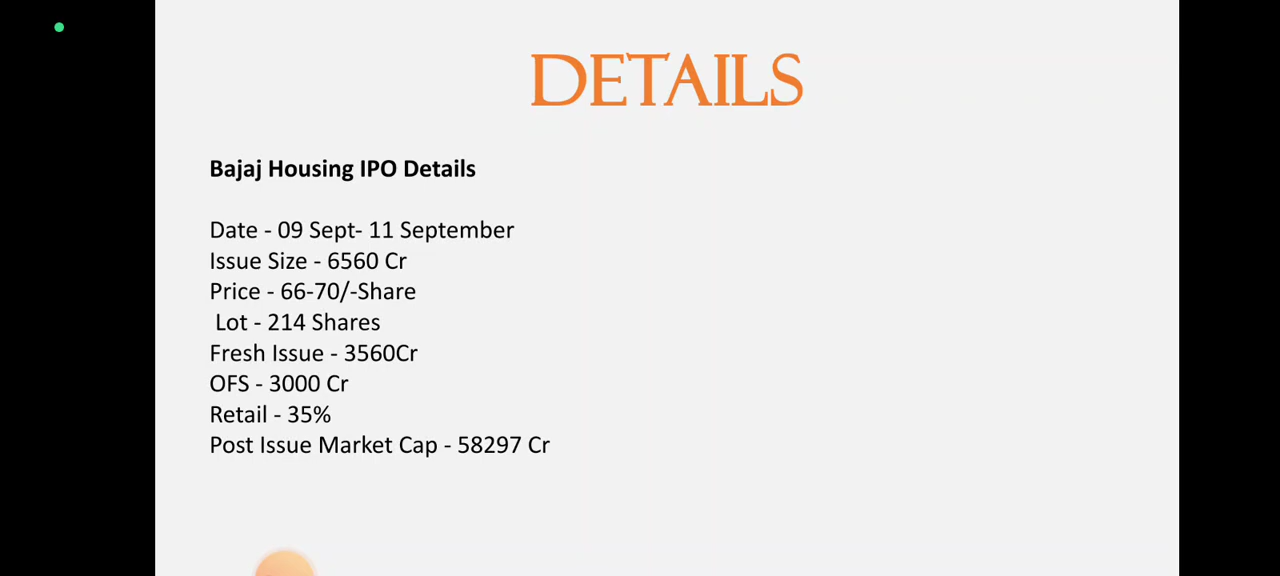 DETAILS
Bajaj Housing IPO Details
Date - 09 Sept- 11 September
Issue Size - 6560 Cr
Price - 66-70/-Share
Lot - 214 Shares
Fresh Issue - 3560Cr
OFS - 3000 Cr
Retail - 35%
Post Issue Market Cap - 58297 Cr